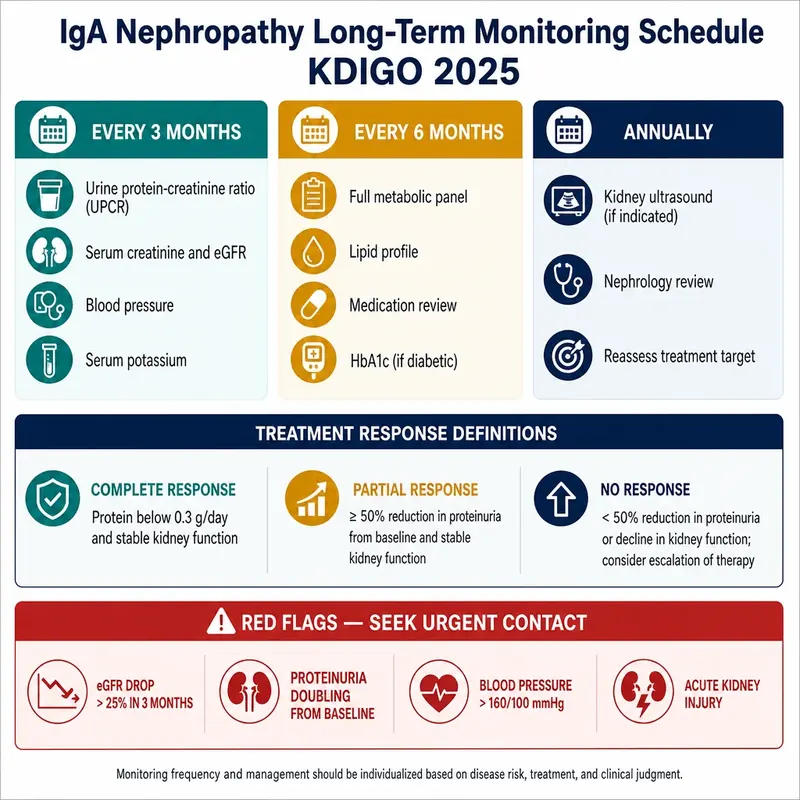 IgA Nephropathy Long-Term Monitoring Schedule
KDIGO 2025
EVERY 3 MONTHS
Urine protein-creatinine ratio
(UPCR)
Serum creatinine and eGFR
Blood pressure
Serum potassium
EVERY 6 MONTHS
Full metabolic panel
Lipid profile
Medication review
HbA1c (if diabetic)
ANNUALLY
Kidney ultrasound
(if indicated)
Nephrology review
Reassess treatment target
TREATMENT RESPONSE DEFINITIONS
COMPLETE RESPONSE
Protein below 0.3 g/day
and stable kidney function
PARTIAL RESPONSE
≥ 50% reduction in proteinuria
from baseline and stable
kidney function
NO RESPONSE
< 50% reduction in proteinuria
or decline in kidney function;
consider escalation of therapy
RED FLAGS — SEEK URGENT CONTACT
eGFR DROP
> 25% IN 3 MONTHS
PROTEINURIA
DOUBLING
FROM BASELINE
BLOOD PRESSURE
> 160/100 mmHg
ACUTE KIDNEY
INJURY
Monitoring frequency and management should be individualized based on disease risk, treatment, and clinical judgment.